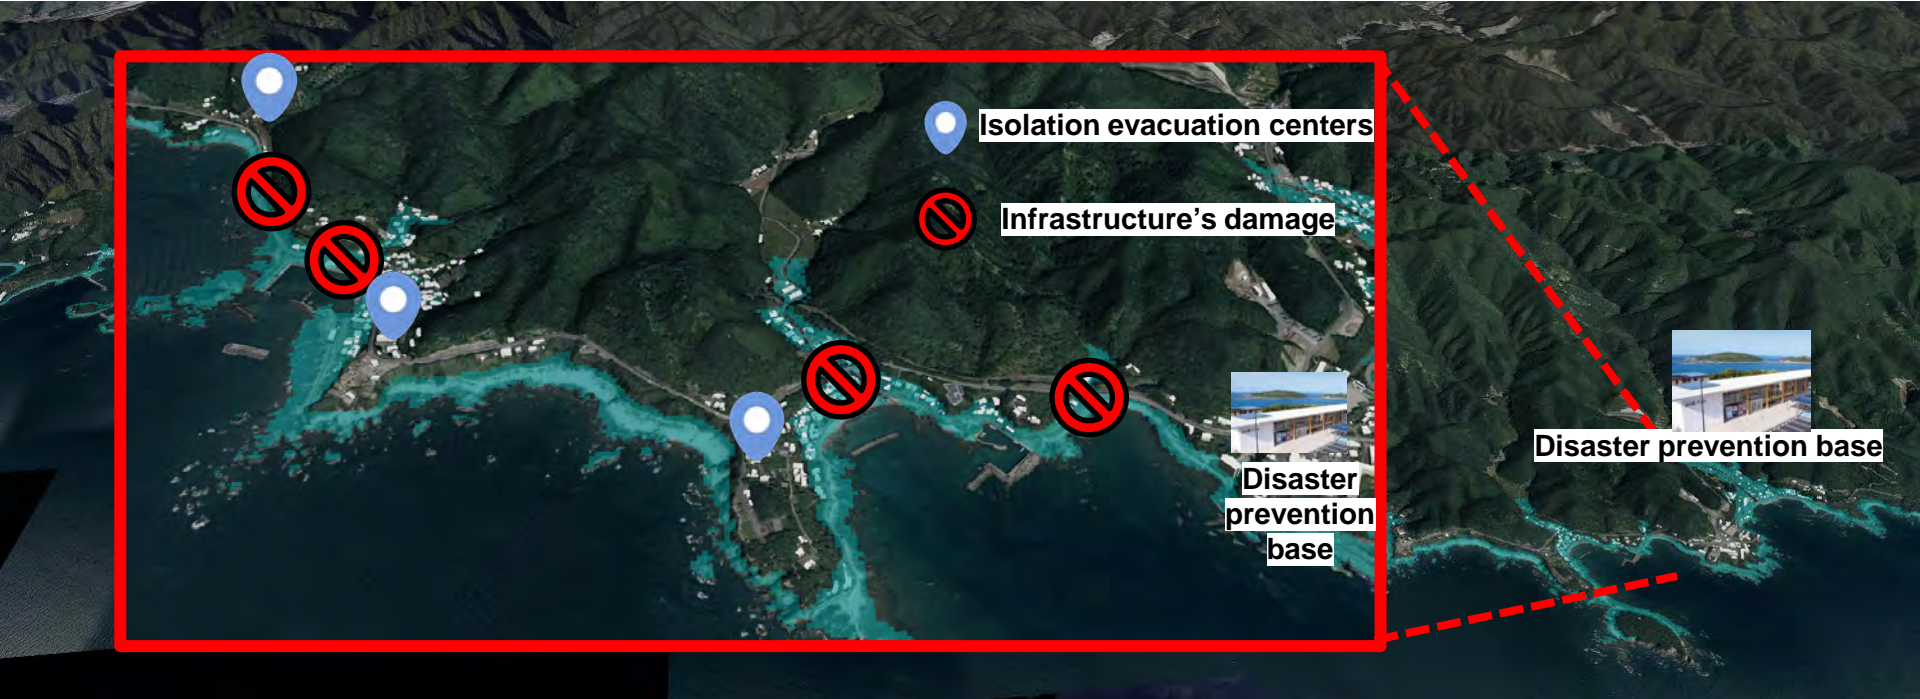 Isolation evacuation centers
Infrastructure's damage
Disaster
prevention
base
Disaster prevention base